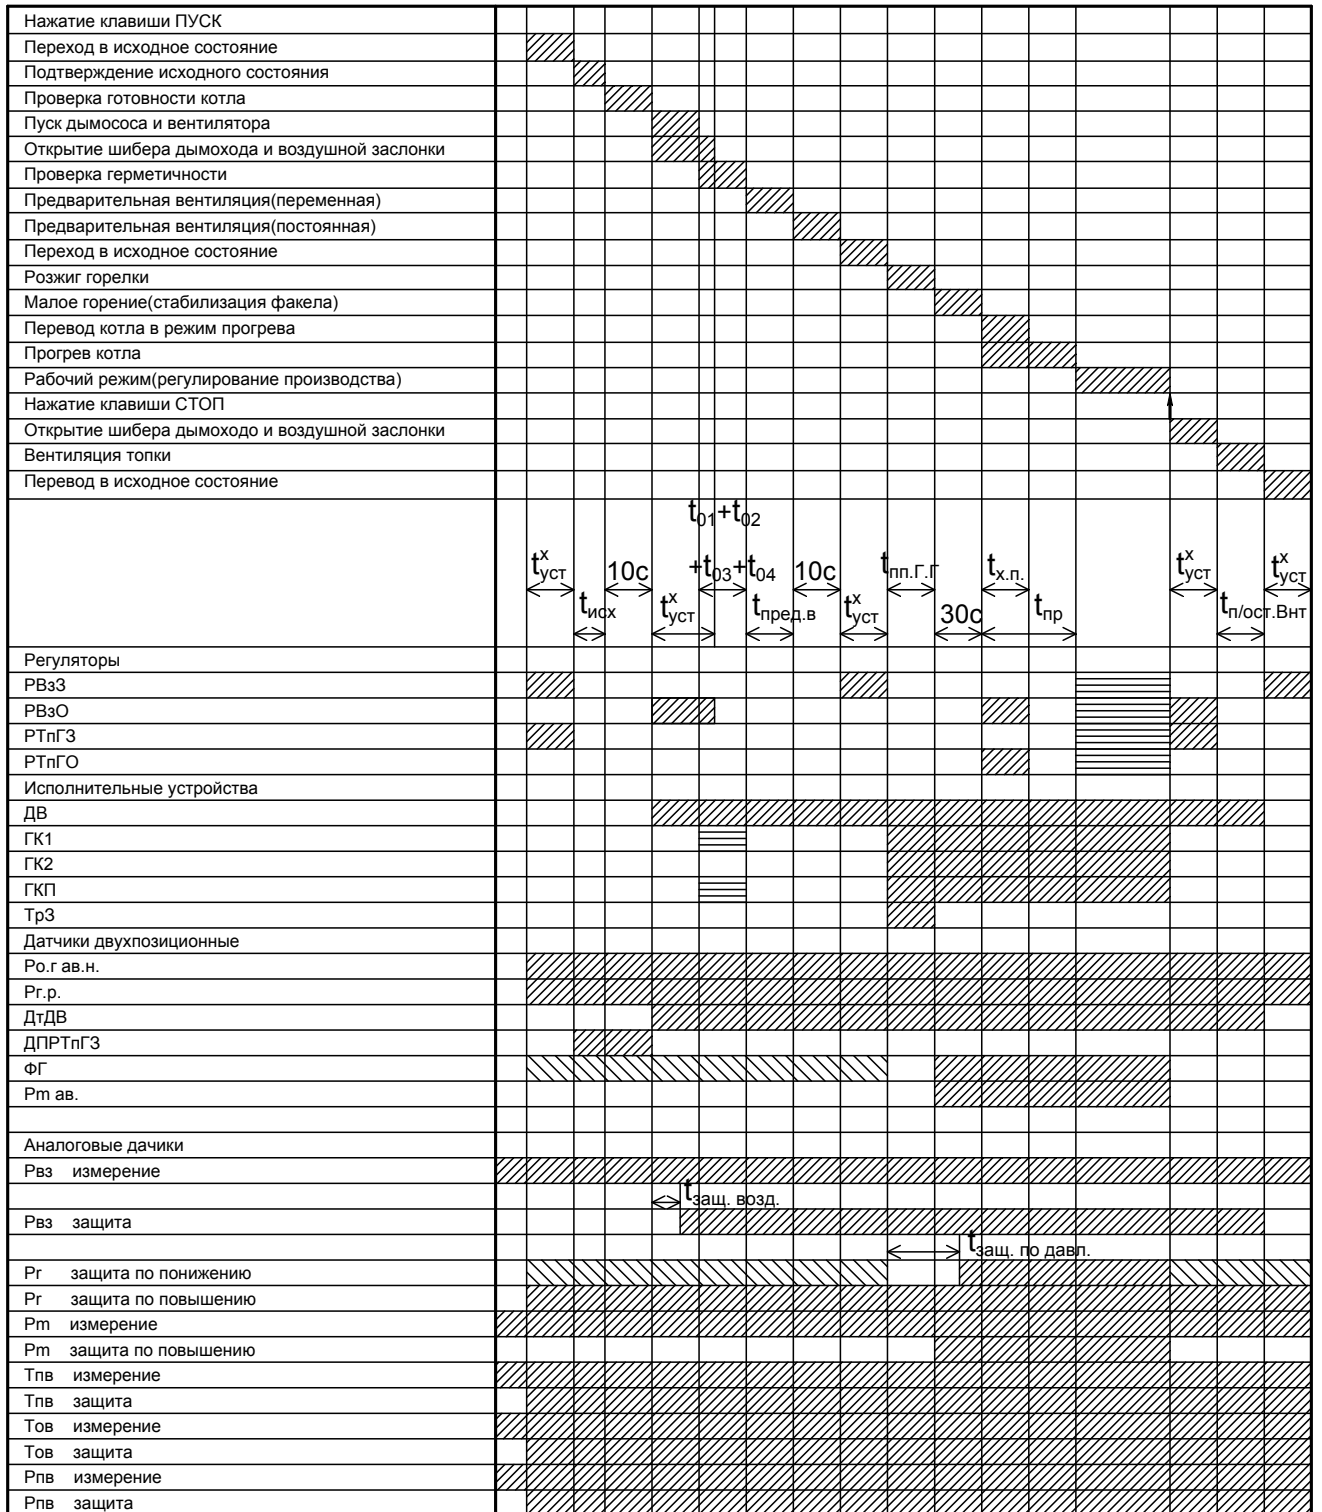 Нажатие клавиши ПУСК
Переход в исходное состояние
Подтверждение исходного состояния
Проверка готовности котла
Пуск дымососа и вентилятора
Открытие шибера дымохода и воздушной заслонки
Проверка герметичности
Предварительная вентиляция(переменная)
Предварительная вентиляция(постоянная)
Переход в исходное состояние
Розжиг горелки
Малое горение(стабилизация факела)
Перевод котла в режим прогрева
Прогрев котла
Рабочий режим(регулирование производства)
Нажатие клавиши СТОП
Открытие шибера дымоходо и воздушной заслонки
Вентиляция топки
Перевод в исходное состояние
t01+t02
tхуст 10с +t03+t04 10с tпп.Г.Г tх.п. tхуст tхуст
tисх tхуст tпред.в tхуст 30с tпр tп/ост.Внт
Регуляторы
РВзЗ
РВзО
РТпГЗ
РТпГО
Исполнительные устройства
ДВ
ГК1
ГК2
ГКП
ТрЗ
Датчики двухпозиционные
Ро.г ав.н.
Рг.р.
ДтДВ
ДПРТпГЗ
ФГ
Рm ав.
Аналоговые дачики
Рвз измерение
tзащ. возд.
Рвз защита
tзащ. по давл.
Рr защита по понижению
Рr защита по повышению
Рm измерение
Рm защита по повышению
Тпв измерение
Тпв защита
Тов измерение
Тов защита
Рпв измерение
Рпв защита